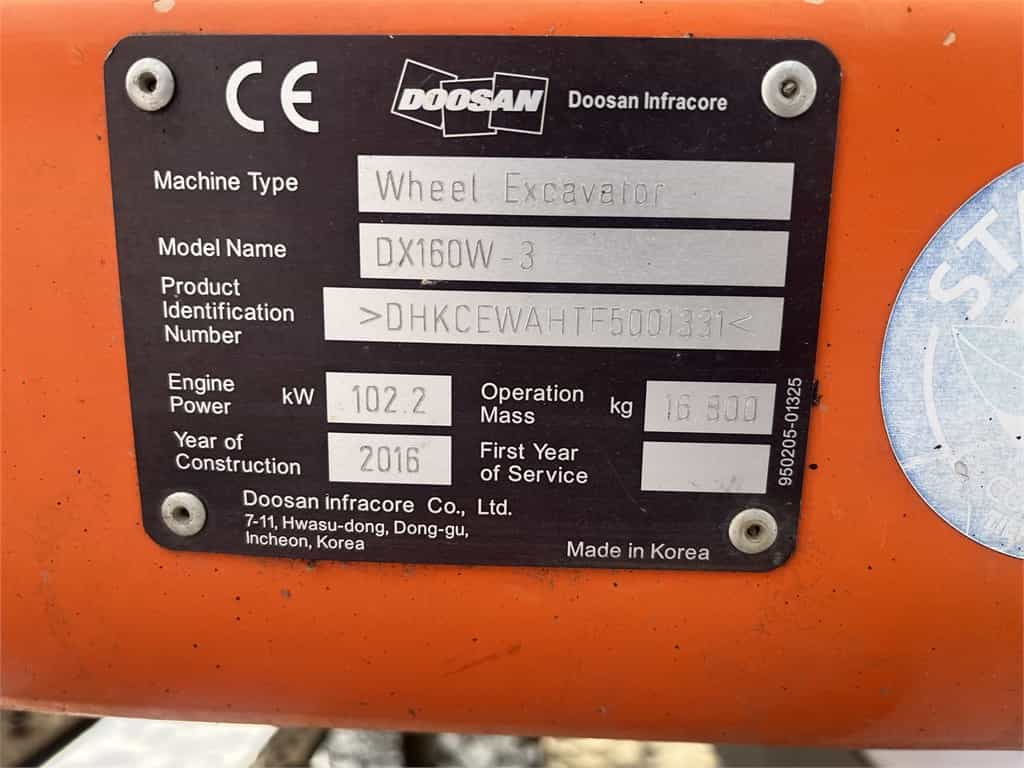 CE DOOSAN Doosan Infracore
Machine Type Wheel Excavator
Model Name DX160W-3
Product
Identification
Number
>DHKCEWAHTF5001331<
Engine
Power
kW 102.2
Operation
Mass
kg 16 800
Year of
Construction
2016
First Year
of Service
950205-01325
Doosan Infracore Co., Ltd.
7-11, Hwasu-dong, Dong-gu,
Incheon, Korea
Made in Korea